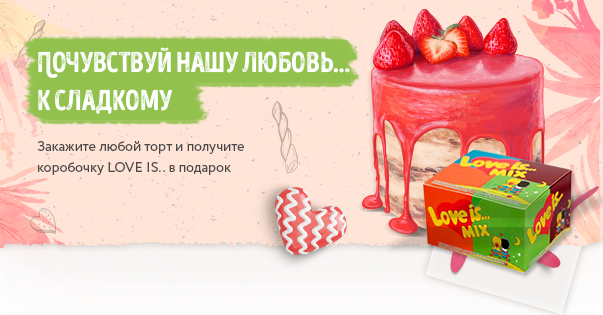 Почувствуй нашу любовь...
к сладкому
Закажите любой торт и получите
коробочку LOVE IS.. в подарок
Love is...
MIX
Love is...
MIX